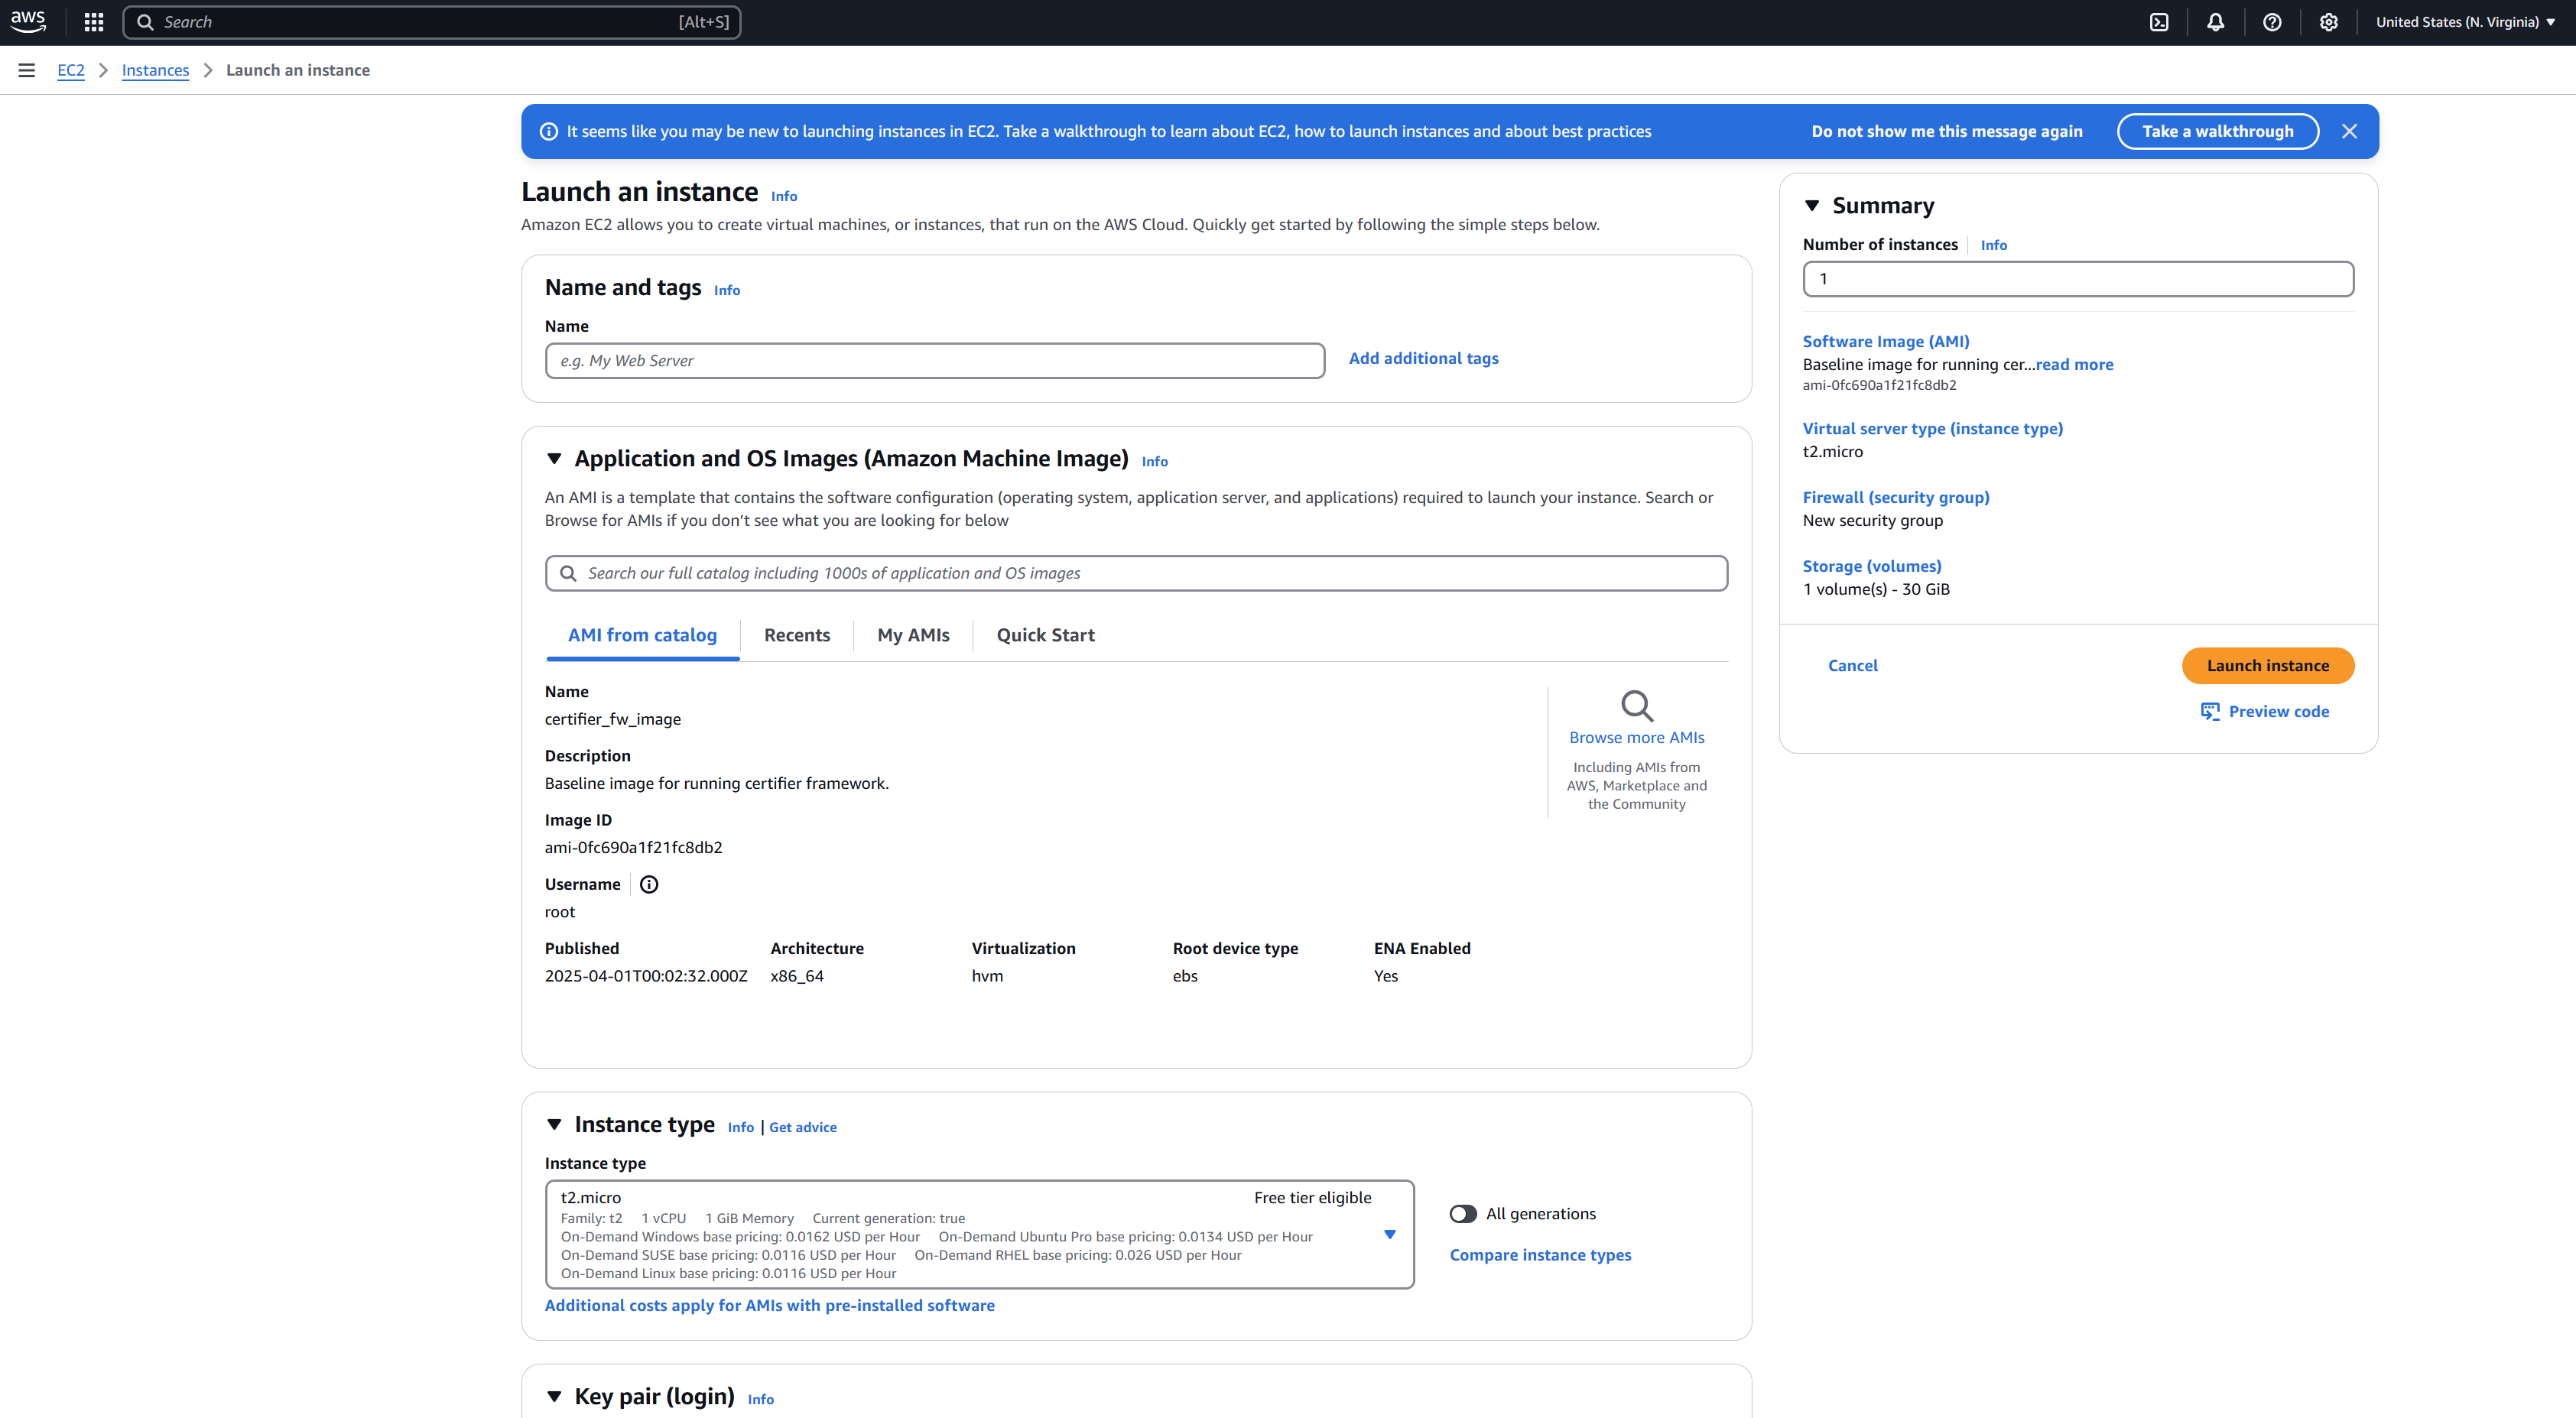 aws
Search [Alt+S]
United States (N. Virginia)
EC2 Instances Launch an instance
It seems like you may be new to launching instances in EC2. Take a walkthrough to learn about EC2, how to launch instances and about best practices
Do not show me this message again
Take a walkthrough
Launch an instance Info
Amazon EC2 allows you to create virtual machines, or instances, that run on the AWS Cloud. Quickly get started by following the simple steps below.
Name and tags Info
Name
e.g. My Web Server
Add additional tags
Application and OS Images (Amazon Machine Image) Info
An AMI is a template that contains the software configuration (operating system, application server, and applications) required to launch your instance. Search or
Browse for AMIs if you don't see what you are looking for below
Search our full catalog including 1000s of application and OS images
AMI from catalog Recents My AMIs Quick Start
Name
certifier_fw_image
Description
Baseline image for running certifier framework.
Image ID
ami-0fc690a1f21fc8db2
Username
root
Published Architecture Virtualization Root device type ENA Enabled
2025-04-01T00:02:32.000Z x86_64 hvm ebs Yes
Browse more AMIs
Including AMIs from
AWS, Marketplace and
the Community
Instance type Info | Get advice
Instance type
t2.micro Free tier eligible
Family: t2 1 vCPU 1 GiB Memory Current generation: true
On-Demand Windows base pricing: 0.0162 USD per Hour On-Demand Ubuntu Pro base pricing: 0.0134 USD per Hour
On-Demand SUSE base pricing: 0.0116 USD per Hour On-Demand RHEL base pricing: 0.026 USD per Hour
On-Demand Linux base pricing: 0.0116 USD per Hour
All generations
Compare instance types
Additional costs apply for AMIs with pre-installed software
Key pair (login) Info
Summary
Number of instances Info
1
Software Image (AMI)
Baseline image for running cer...read more
ami-0fc690a1f21fc8db2
Virtual server type (instance type)
t2.micro
Firewall (security group)
New security group
Storage (volumes)
1 volume(s) - 30 GiB
Cancel
Launch instance
Preview code